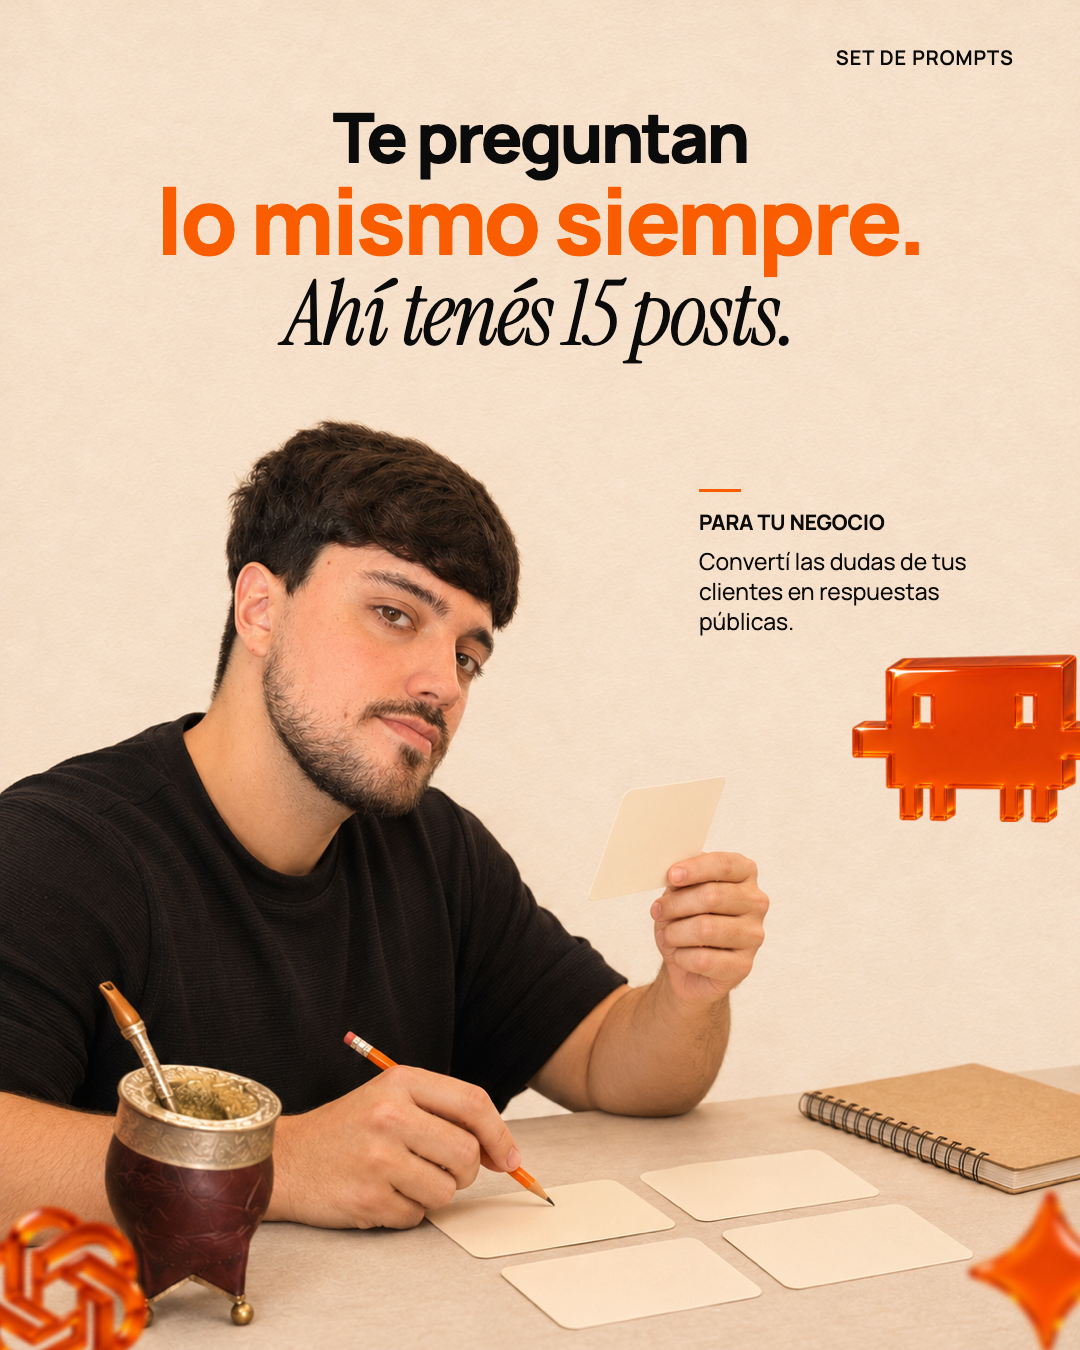 SET DE PROMPTS
Te preguntan
lo mismo siempre.
Ahí tenés 15 posts.
PARA TU NEGOCIO
Convertí las dudas de tus
clientes en respuestas
públicas.